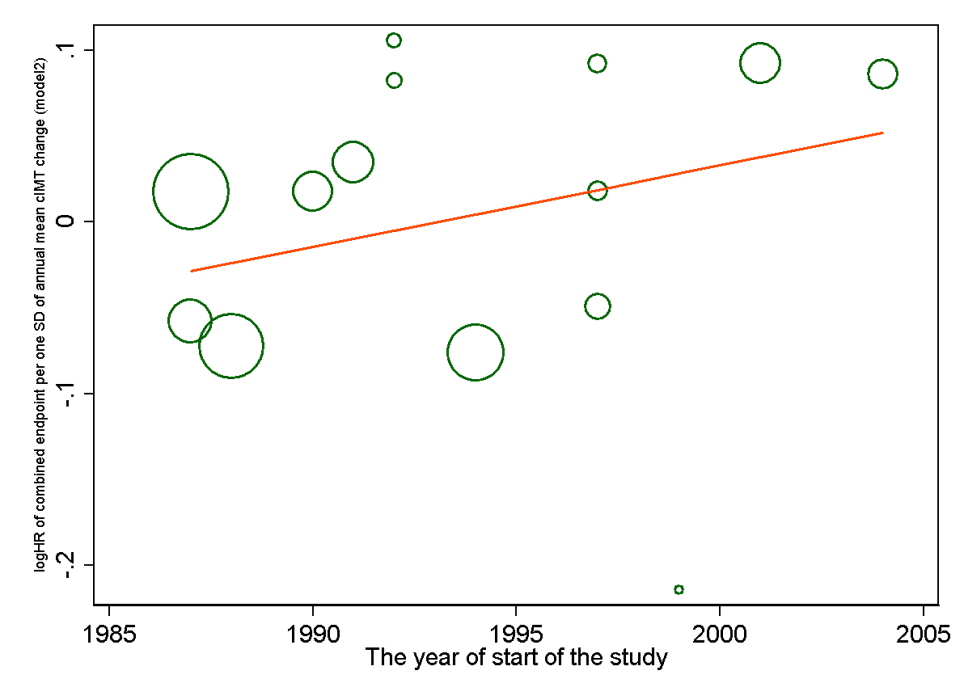 logHR of combined endpoint per one SD of annual mean cIMT change (model2)
.1
0
-.1
-.2
1985 1990 1995 2000 2005
The year of start of the study